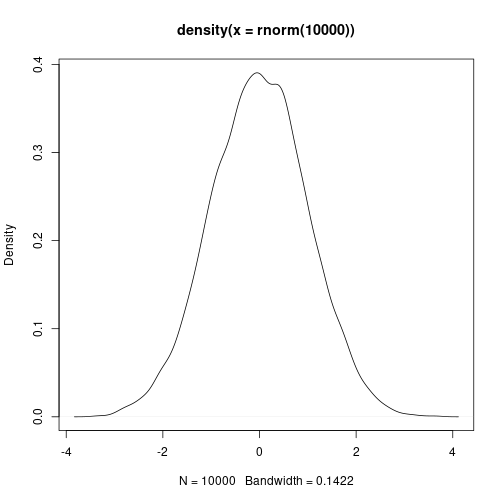 density(x = rnorm(10000))
Density
0.4
0.3
0.2
0.1
0.0
-4 -2 0 2 4
N = 10000 Bandwidth = 0.1422